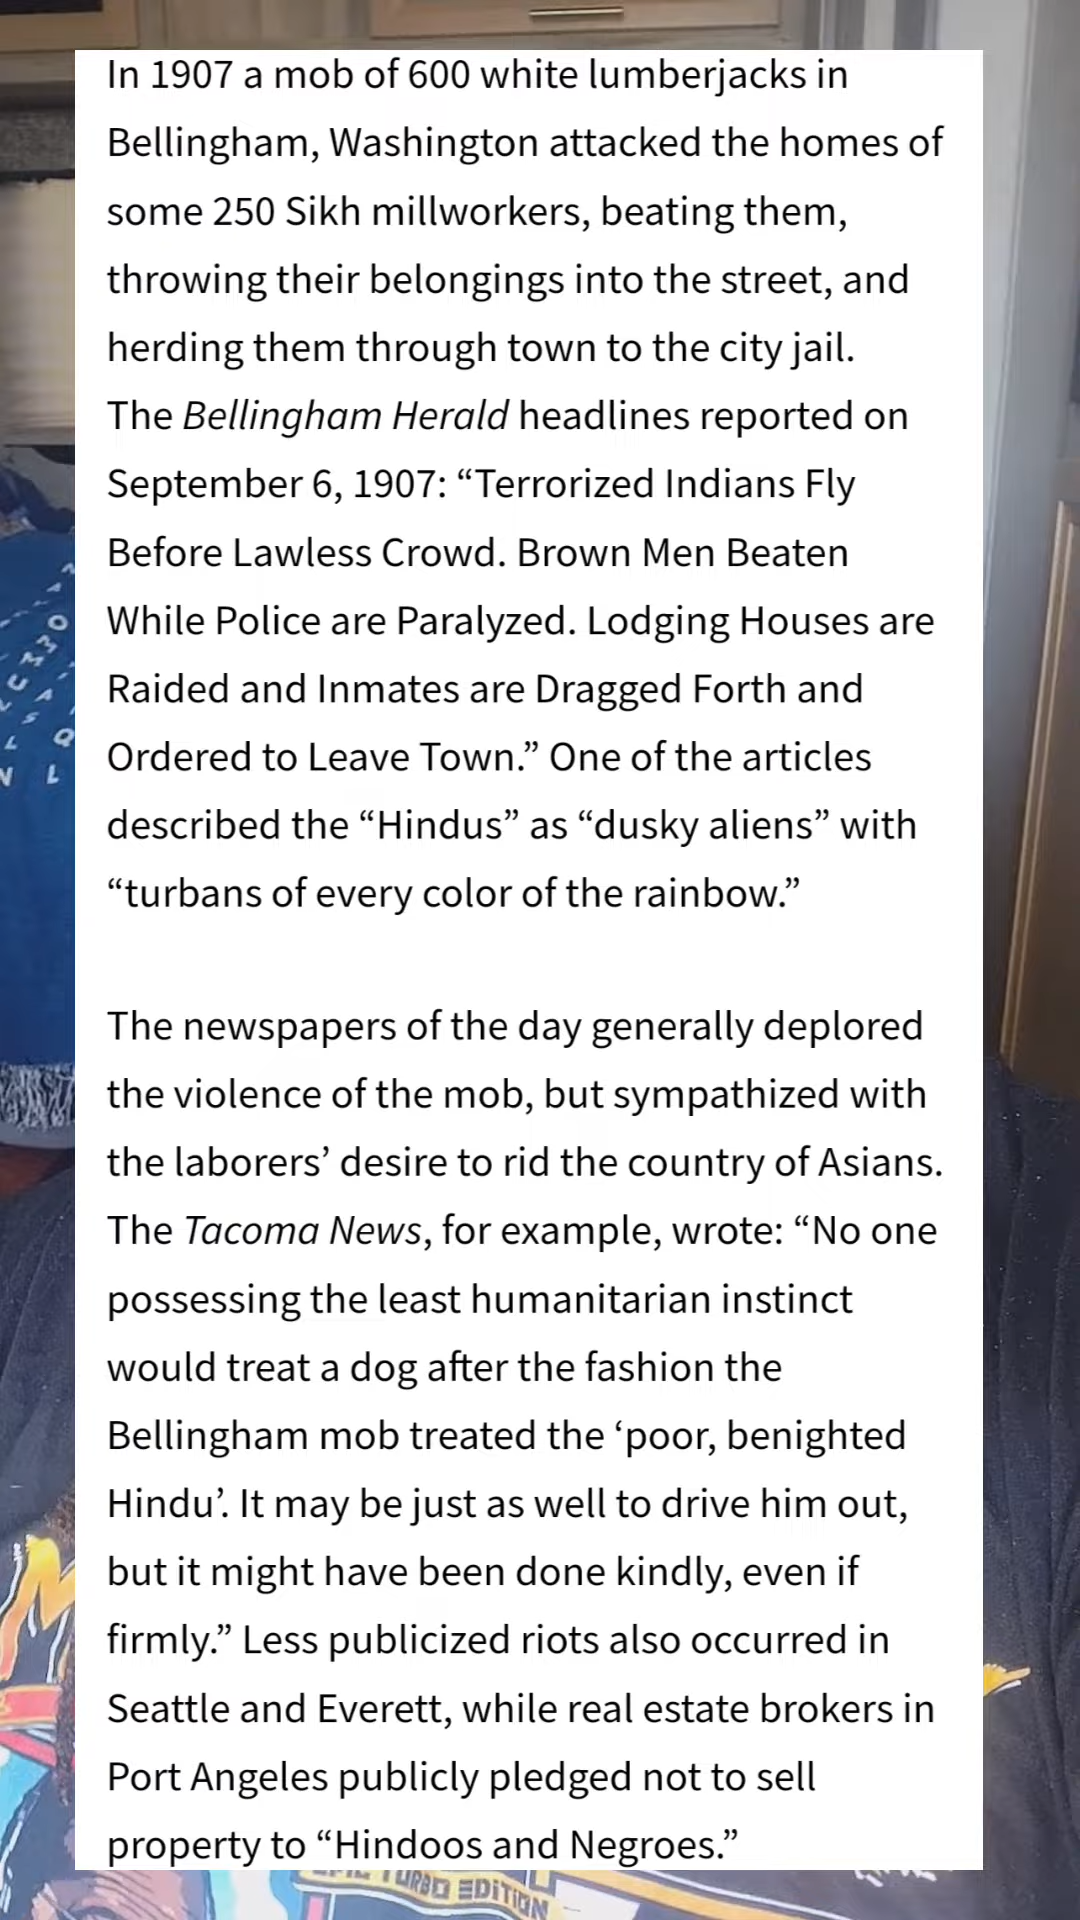 In 1907 a mob of 600 white lumberjacks in
Bellingham, Washington attacked the homes of
some 250 Sikh millworkers, beating them,
throwing their belongings into the street, and
herding them through town to the city jail.
The Bellingham Herald headlines reported on
September 6, 1907: “Terrorized Indians Fly
Before Lawless Crowd. Brown Men Beaten
While Police are Paralyzed. Lodging Houses are
Raided and Inmates are Dragged Forth and
Ordered to Leave Town.” One of the articles
described the “Hindus” as “dusky aliens” with
“turbans of every color of the rainbow.”
The newspapers of the day generally deplored
the violence of the mob, but sympathized with
the laborers’ desire to rid the country of Asians.
The Tacoma News, for example, wrote: “No one
possessing the least humanitarian instinct
would treat a dog after the fashion the
Bellingham mob treated the ‘poor, benighted
Hindu’. It may be just as well to drive him out,
but it might have been done kindly, even if
firmly.” Less publicized riots also occurred in
Seattle and Everett, while real estate brokers in
Port Angeles publicly pledged not to sell
property to “Hindoos and Negroes.”
EPIC TURBO EDITION